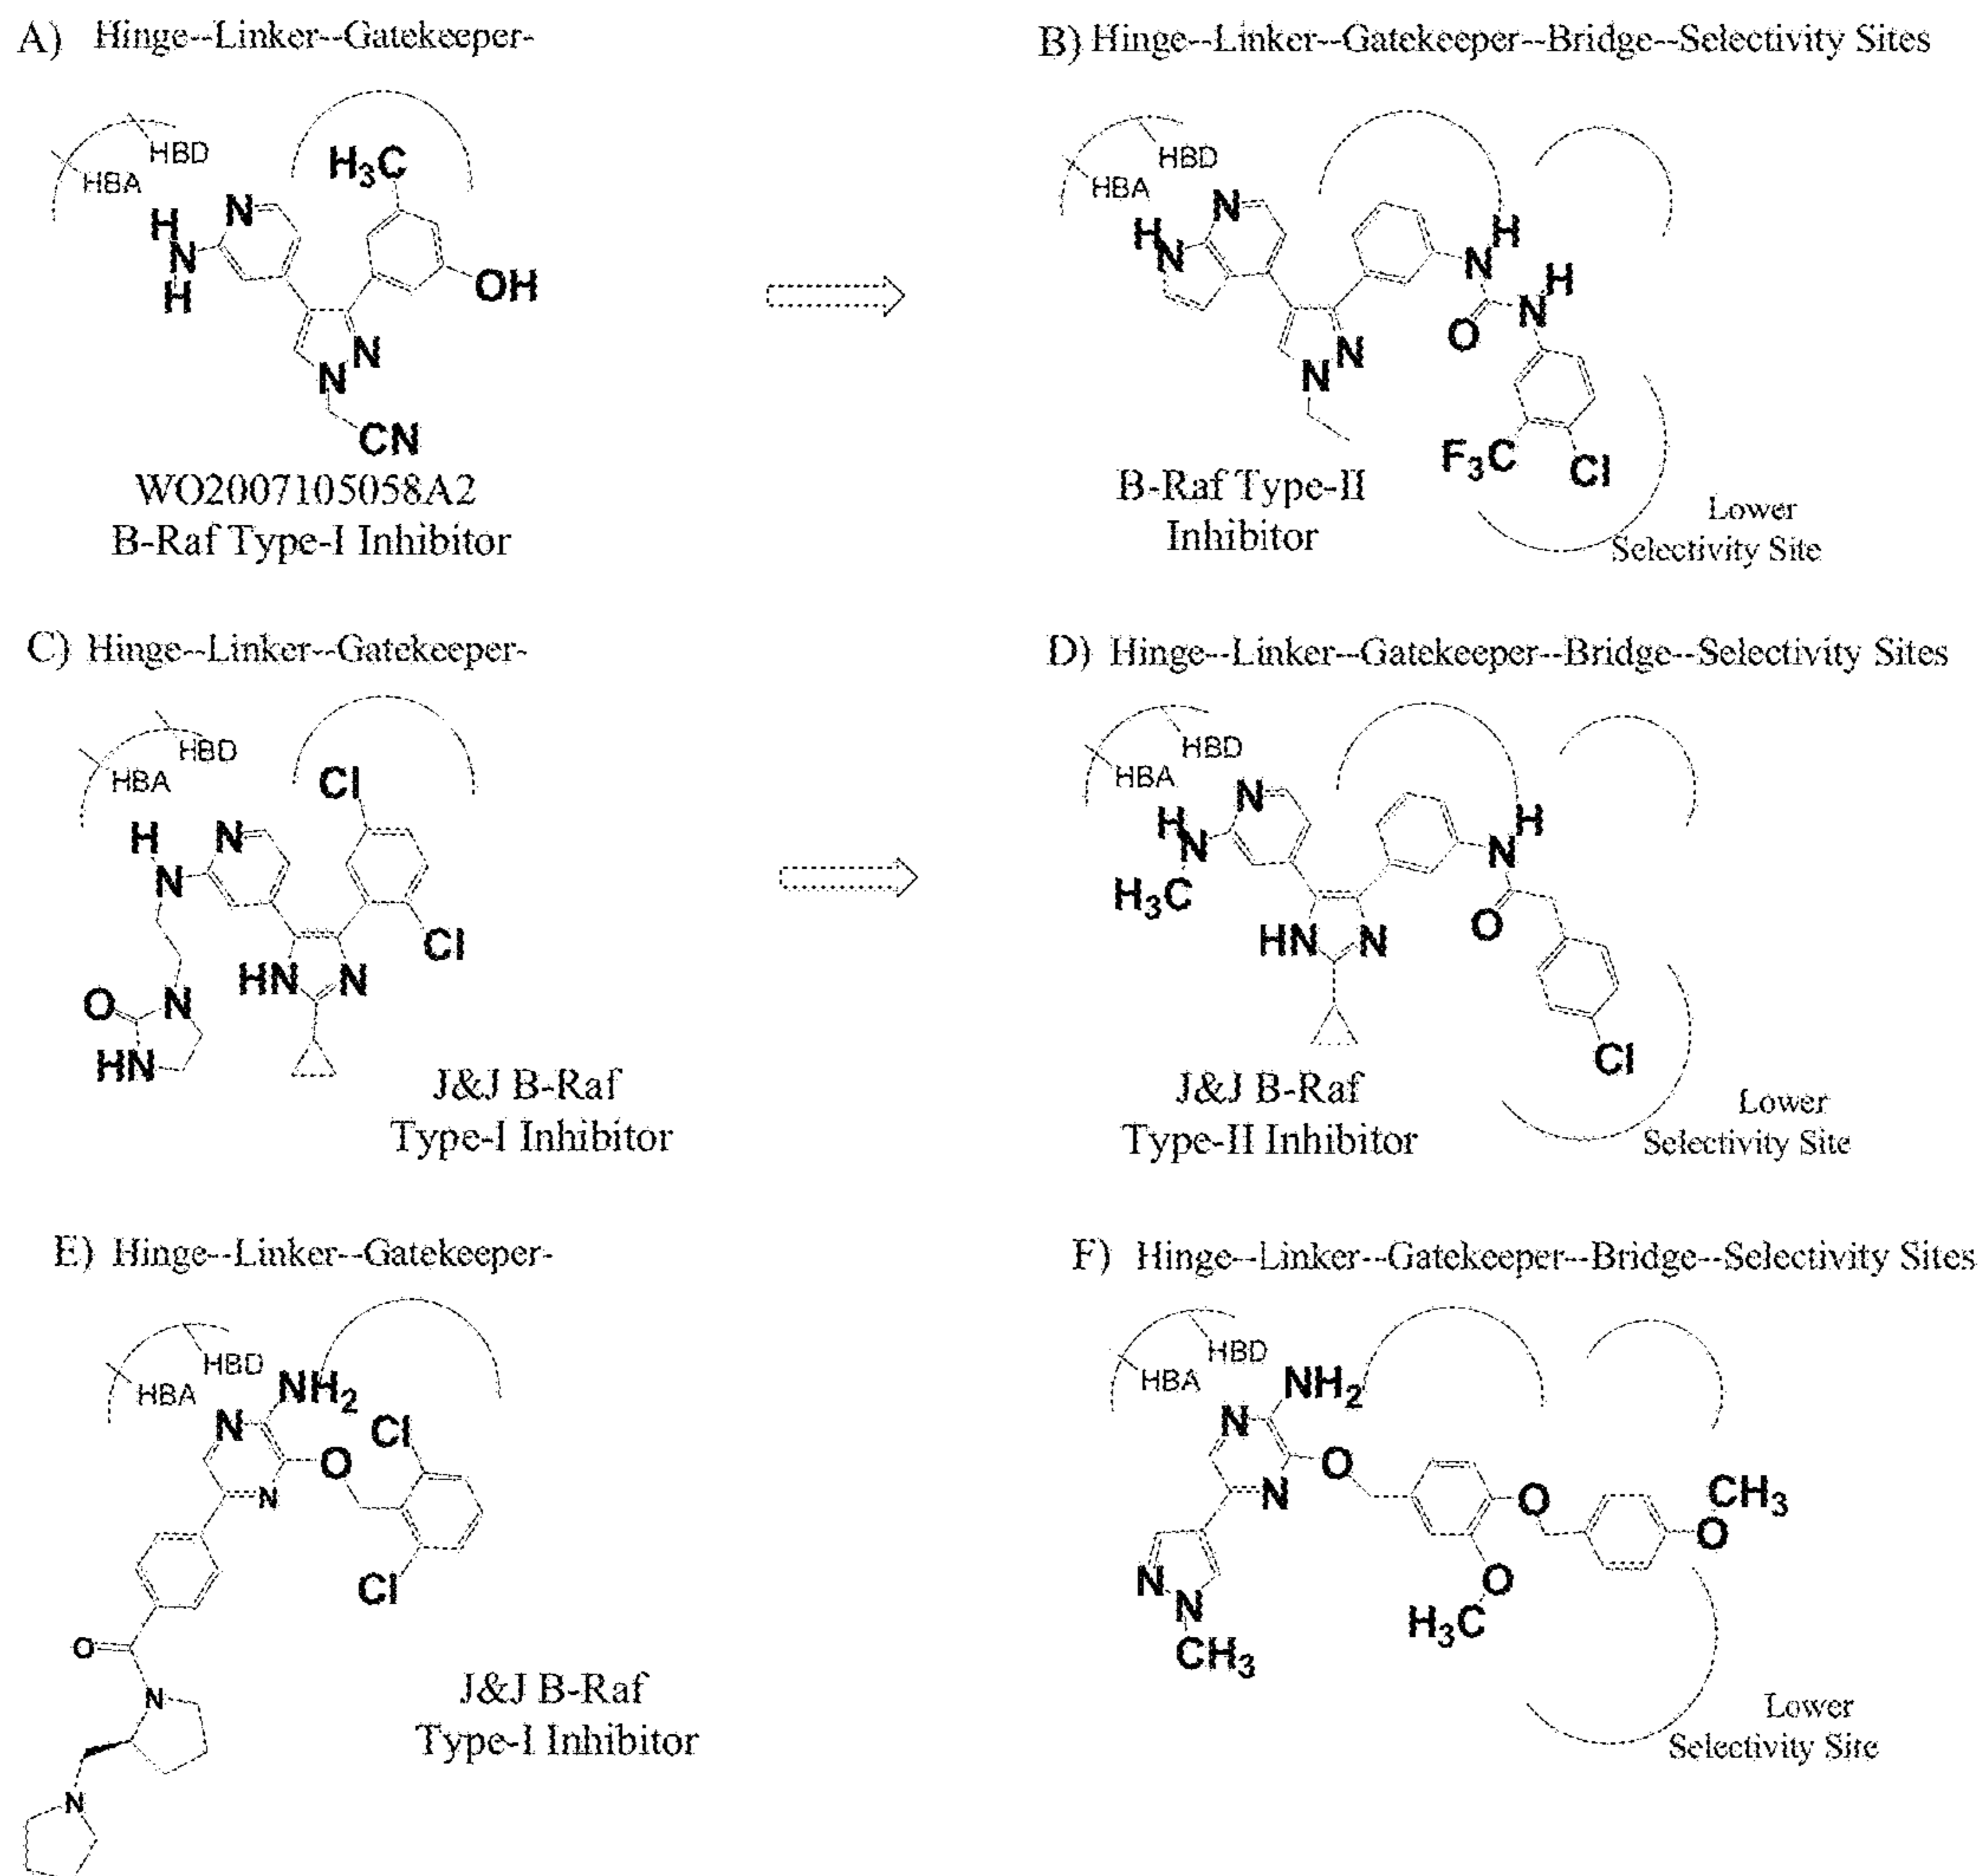 A) Hinge--Linker--Gatekeeper-
HBD
HBA
H3C
N
H
N
H
OH
N
N
CN
WO2007105058A2
B-Raf Type-I Inhibitor
B) Hinge--Linker--Gatekeeper--Bridge--Selectivity Sites
HBD
HBA
N
H
N
H
N
H
N
O
N
N
F3C
Cl
B-Raf Type-II
Inhibitor
Lower
Selectivity Site
C) Hinge--Linker--Gatekeeper-
HBD
HBA
Cl
H
N
N
Cl
HN
N
O
N
HN
J&J B-Raf
Type-I Inhibitor
D) Hinge--Linker--Gatekeeper--Bridge--Selectivity Sites
HBD
HBA
N
H
N
H3C
H
N
O
HN
N
Cl
J&J B-Raf
Type-II Inhibitor
Lower
Selectivity Site
E) Hinge--Linker--Gatekeeper-
HBD
HBA
NH2
N
Cl
O
N
Cl
O
N
N
J&J B-Raf
Type-I Inhibitor
F) Hinge--Linker--Gatekeeper--Bridge--Selectivity Sites
HBD
HBA
NH2
N
O
N
O
CH3
O
N
N
O
H3C
CH3
Lower
Selectivity Site